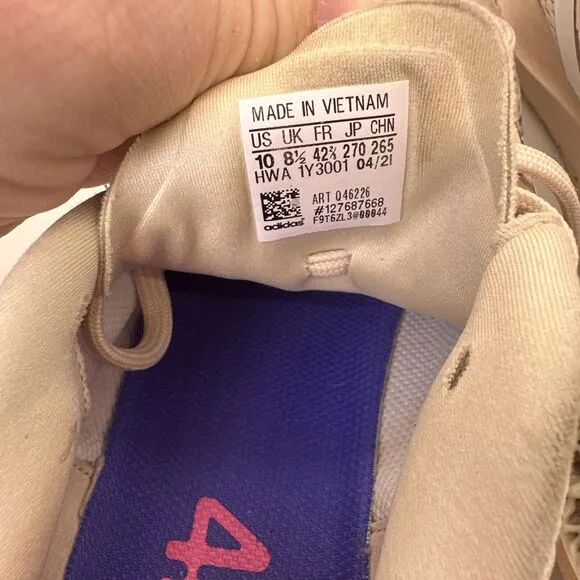 MADE IN VIETNAM
US UK FR JP CHN
10 8½ 42⅔ 270 265
HWA 1Y3001 04/21
ART Q46226
#127687668
F9T6ZL3@00044
adidas
4